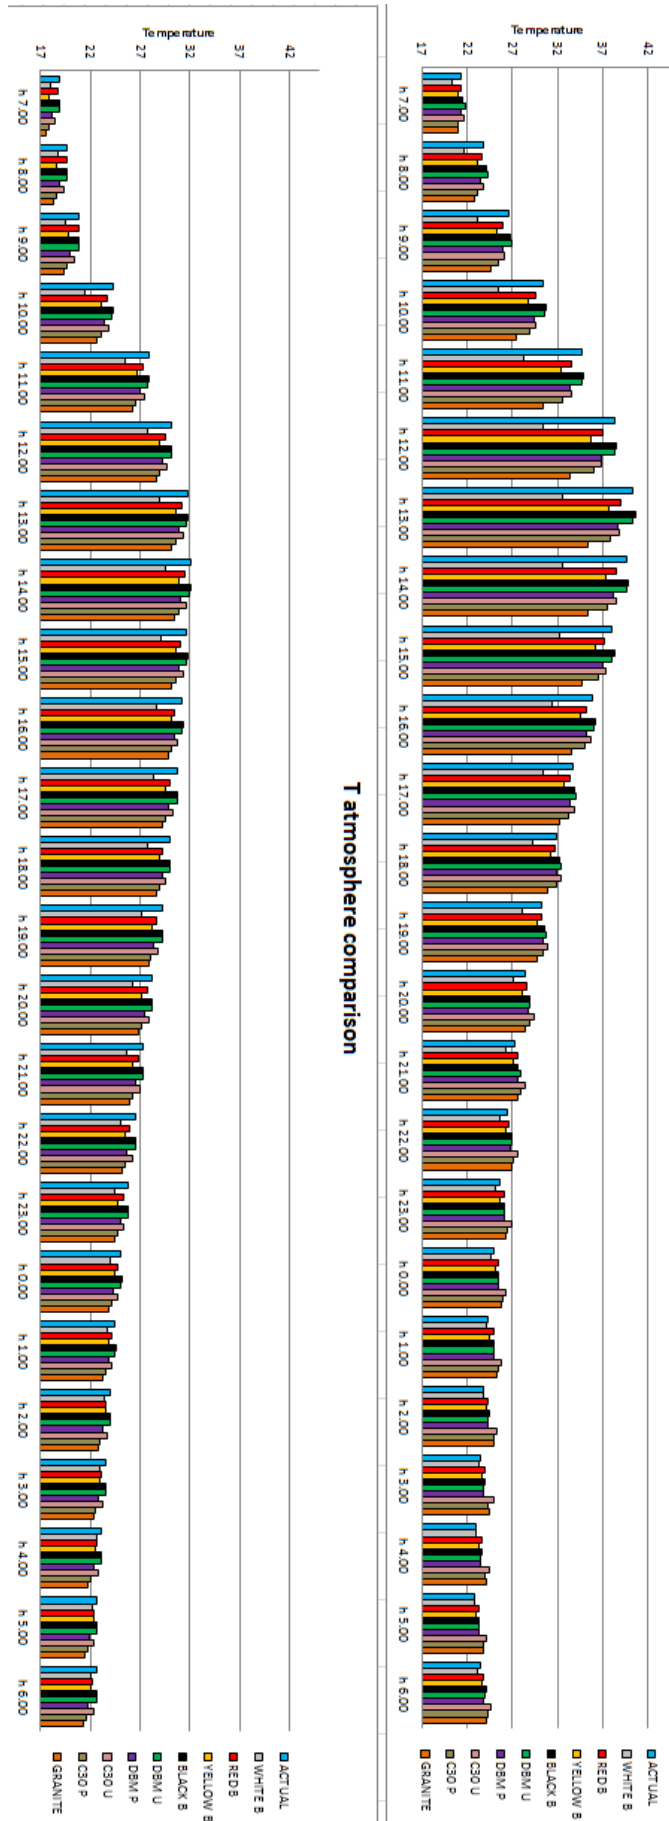 Temperature
42
37
32
27
22
17
h 7.00 h 8.00 h 9.00 h 10.00 h 11.00 h 12.00 h 13.00 h 14.00 h 15.00 h 16.00 h 17.00 h 18.00 h 19.00 h 20.00 h 21.00 h 22.00 h 23.00 h 0.00 h 1.00 h 2.00 h 3.00 h 4.00 h 5.00 h 6.00
ACTUAL
WHITE B
RED B
YELLOW B
BLACK B
DBM U
DBM P
C30 U
C30 P
GRANITE
T atmosphere comparison
Temperature
42
37
32
27
22
17
h 7.00 h 8.00 h 9.00 h 10.00 h 11.00 h 12.00 h 13.00 h 14.00 h 15.00 h 16.00 h 17.00 h 18.00 h 19.00 h 20.00 h 21.00 h 22.00 h 23.00 h 0.00 h 1.00 h 2.00 h 3.00 h 4.00 h 5.00 h 6.00
ACTUAL
WHITE B
RED B
YELLOW B
BLACK B
DBM U
DBM P
C30 U
C30 P
GRANITE